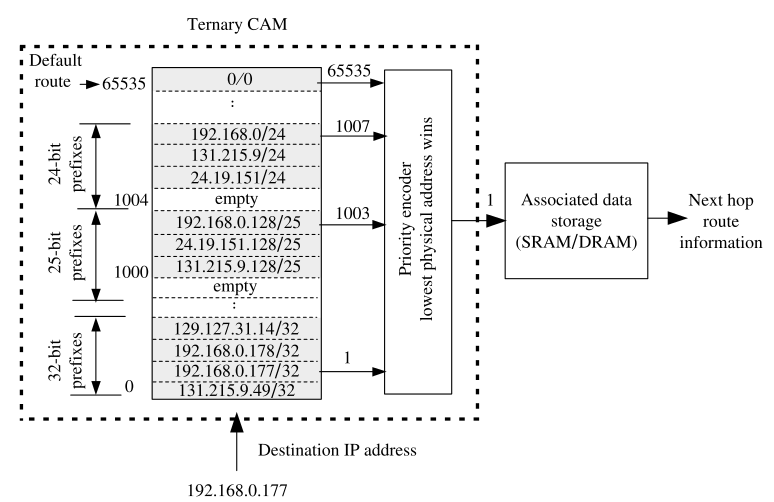 Ternary CAM
Default
route
65535
0/0
65535
:
24-bit
prefixes
192.168.0/24
1007
131.215.9/24
24.19.151/24
1004
empty
25-bit
prefixes
192.168.0.128/25
1003
24.19.151.128/25
131.215.9.128/25
1000
empty
:
32-bit
prefixes
129.127.31.14/32
192.168.0.178/32
192.168.0.177/32
1
131.215.9.49/32
0
Priority encoder
lowest physical address wins
1
Associated data
storage
(SRAM/DRAM)
Next hop
route
information
Destination IP address
192.168.0.177